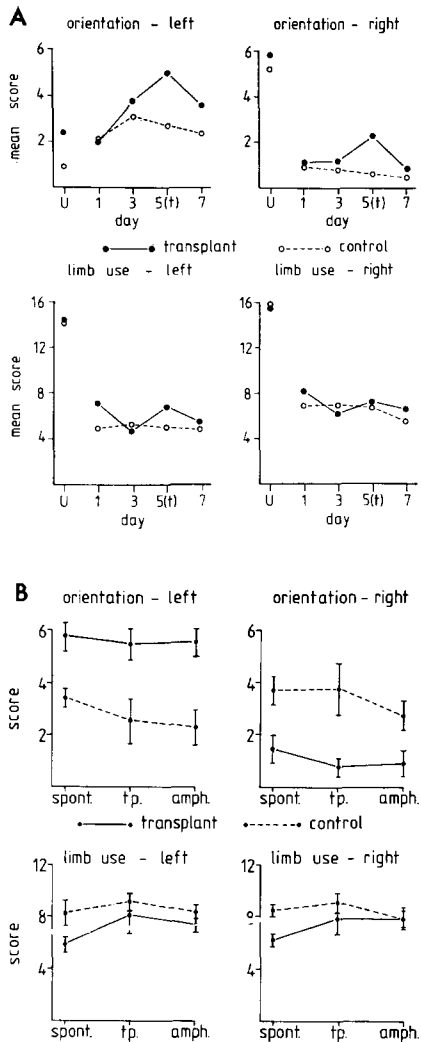 A
orientation - left
orientation - right
6
4
2
mean score
U 1 3 5(t) 7
day
6
4
2
U 1 3 5(t) 7
day
transplant control
limb use - left
limb use - right
16
12
8
4
mean score
U 1 3 5(t) 7
day
16
12
8
4
U 1 3 5(t) 7
day
B
orientation - left
orientation - right
6
4
2
score
spont. t.p. amph.
6
4
2
spont. t.p. amph.
transplant control
limb use - left
limb use - right
12
8
4
score
spont. t.p. amph.
12
4
spont. t.p. amph.